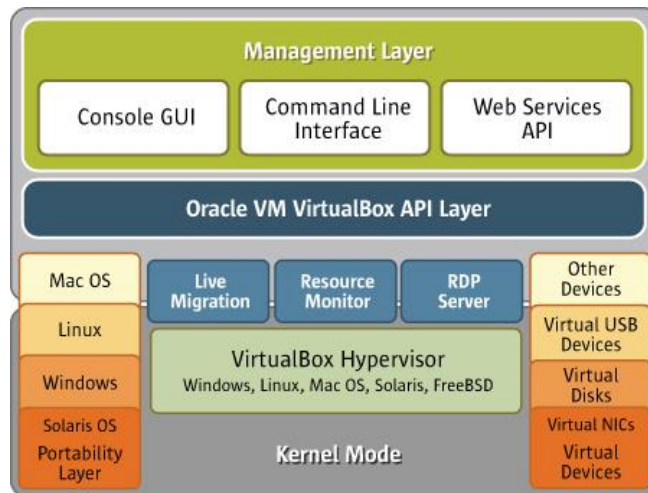 Management Layer
Console GUI
Command Line
Interface
Web Services
API
Oracle VM VirtualBox API Layer
Mac OS
Linux
Windows
Solaris OS
Portability
Layer
Live
Migration
Resource
Monitor
RDP
Server
VirtualBox Hypervisor
Windows, Linux, Mac OS, Solaris, FreeBSD
Kernel Mode
Other
Devices
Virtual USB
Devices
Virtual
Disks
Virtual NICs
Virtual
Devices